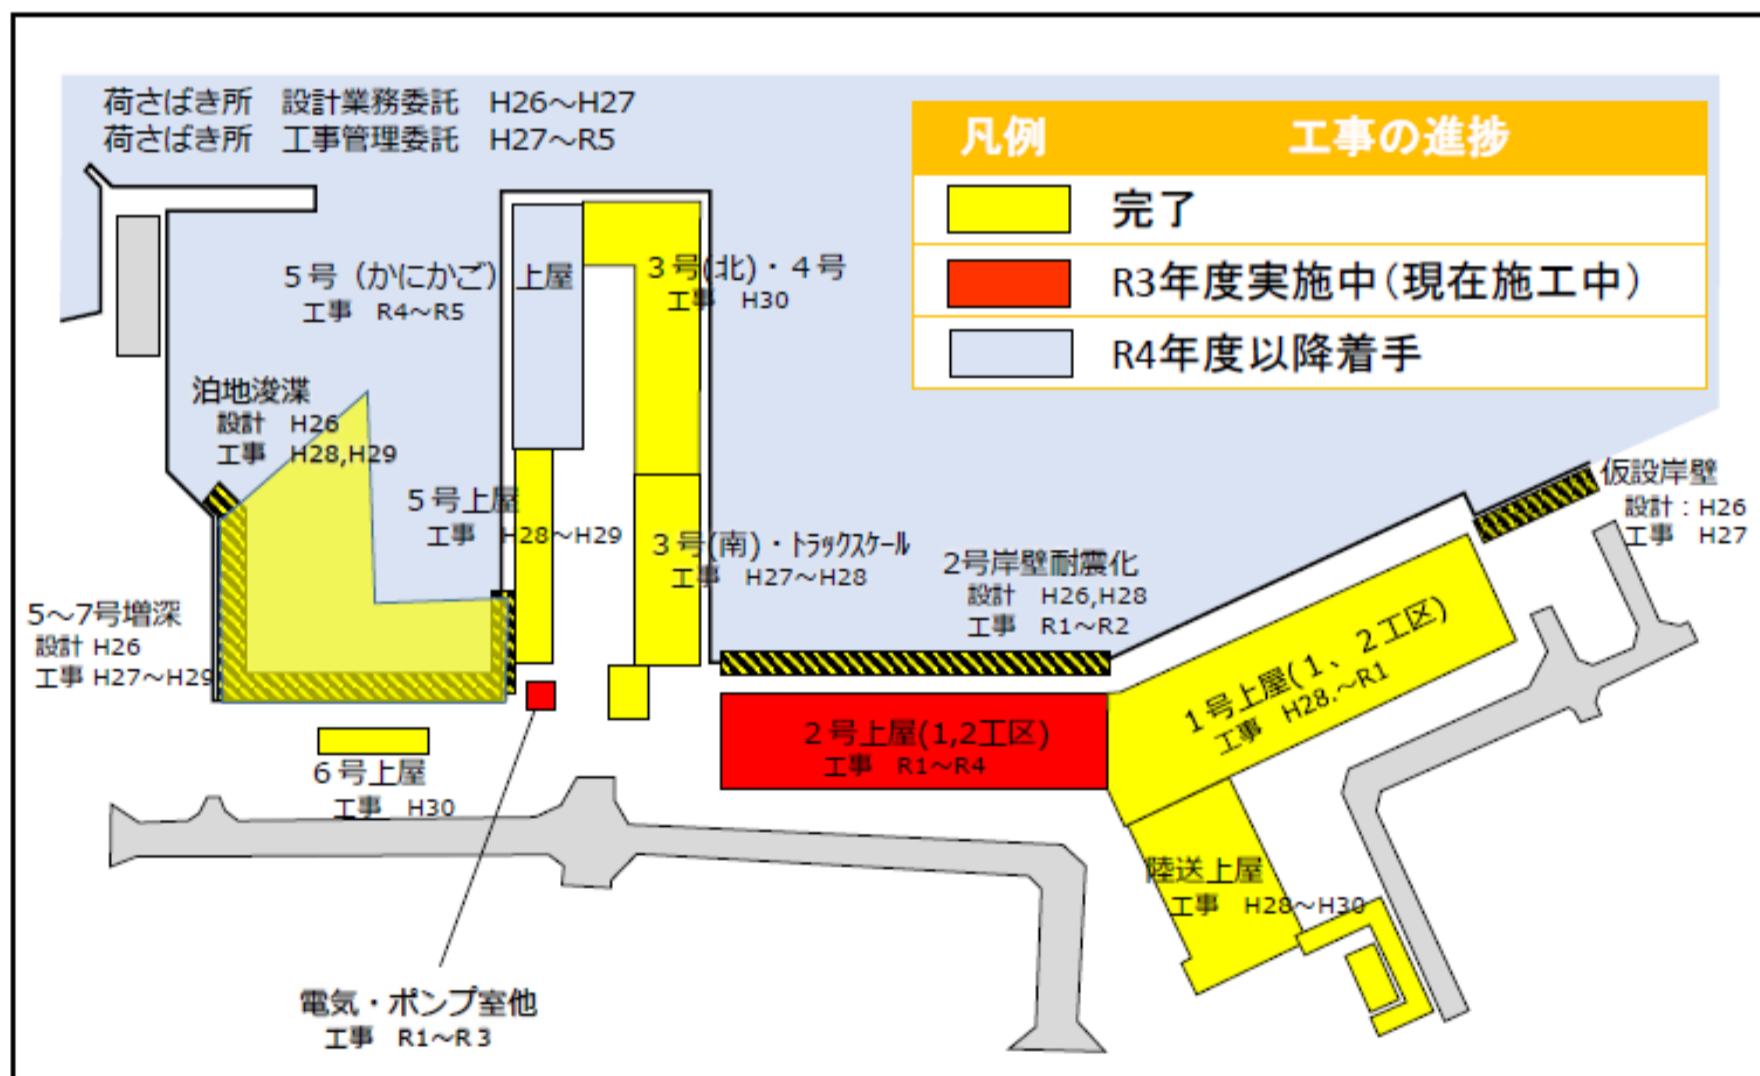 荷さばき所　設計業務委託　H26～H27
荷さばき所　工事管理委託　H27～R5
凡例　工事の進捗
完了
R3年度実施中（現在施工中）
R4年度以降着手
５号（かにかご）上屋
工事　R4～R5
３号(北)・４号
工事　H30
泊地浚渫
設計　H26
工事　H28,H29
５号上屋
工事　H28～H29
３号(南)・ﾄﾗｯｸｽｹｰﾙ
工事　H27～H28
2号岸壁耐震化
設計　H26,H28
工事　R1～R2
仮設岸壁
設計：H26
工事　H27
5～7号増深
設計 H26
工事 H27～H29
６号上屋
工事　H30
２号上屋(1,2工区)
工事　R1～R4
１号上屋(１、２工区)
工事　H28.～R1
陸送上屋
工事　H28～H30
電気・ポンプ室他
工事　R1～R３